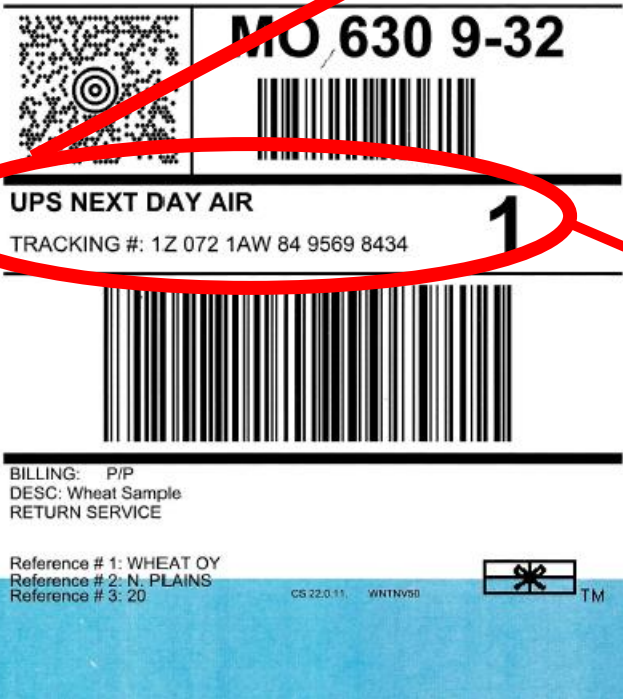 MO 630 9-32
UPS NEXT DAY AIR
1
TRACKING #: 1Z 072 1AW 84 9569 8434
BILLING: P/P
DESC: Wheat Sample
RETURN SERVICE
Reference # 1: WHEAT OY
Reference # 2: N. PLAINS
Reference # 3: 20
CS 22.0.11. WNTNV50
TM